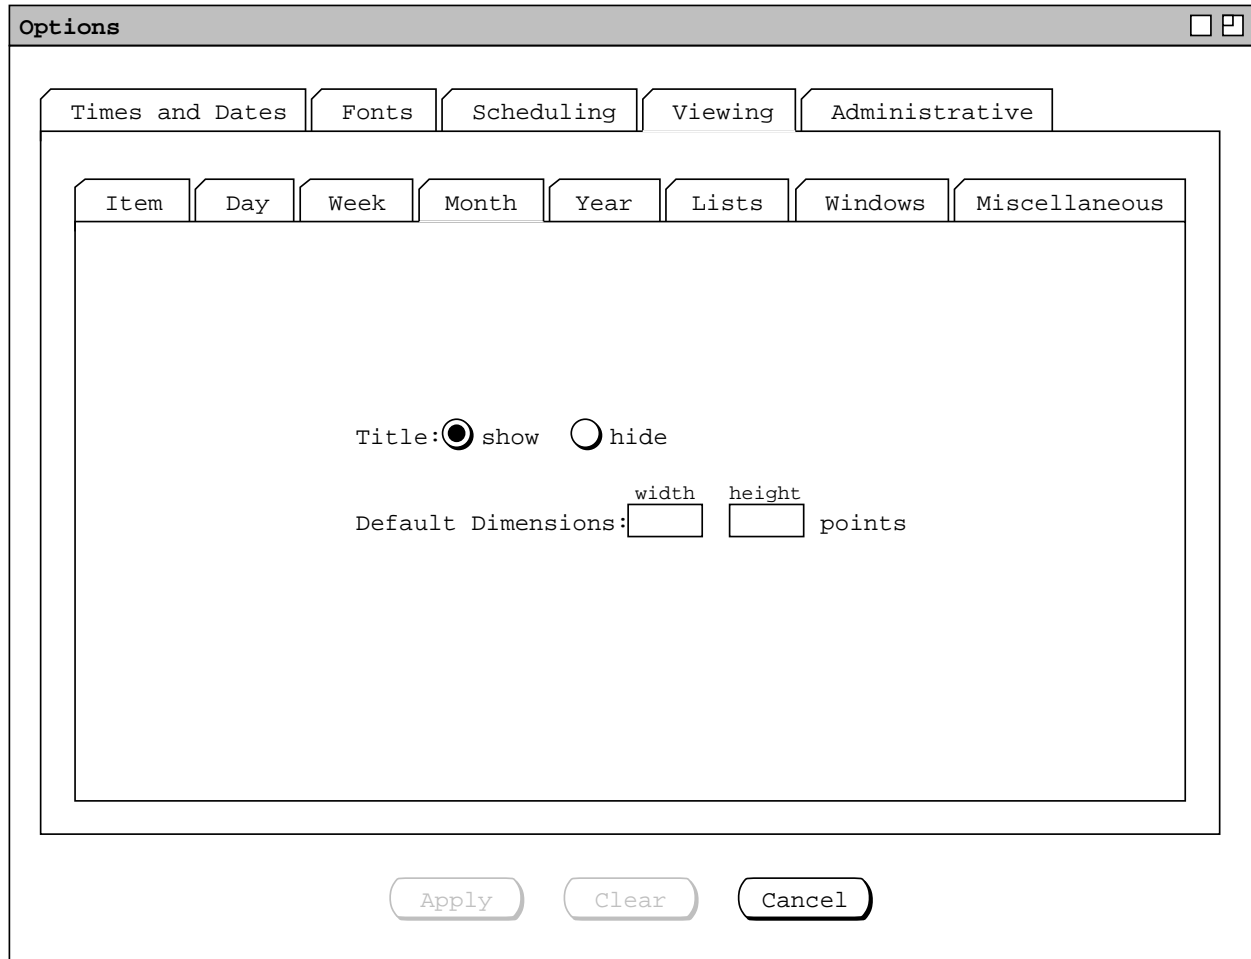 Options
Times and Dates Fonts Scheduling Viewing Administrative
Item Day Week Month Year Lists Windows Miscellaneous
Title: show hide
width height
Default Dimensions: points
Apply Clear Cancel